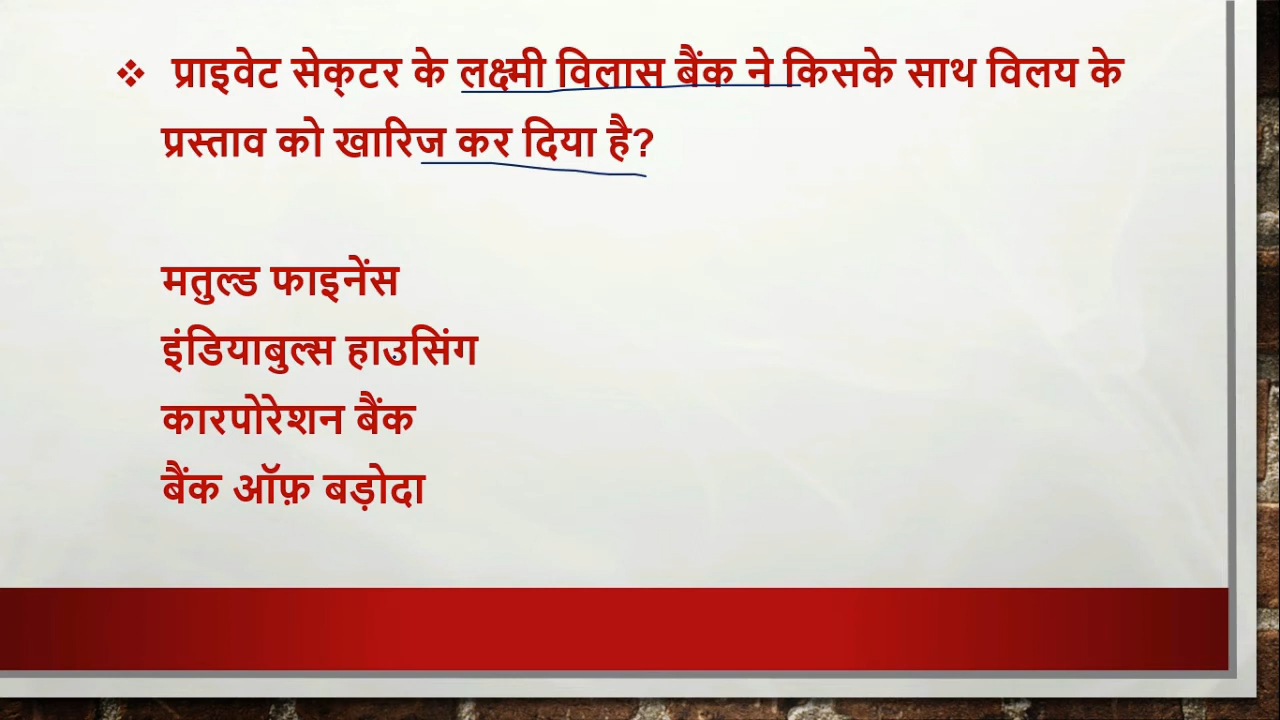 ❖ प्राइवेट सेक्टर के लक्ष्मी विलास बैंक ने किसके साथ विलय के
प्रस्ताव को खारिज कर दिया है?
मतुल्ड फाइनेंस
इंडियाबुल्स हाउसिंग
कारपोरेशन बैंक
बैंक ऑफ़ बड़ोदा